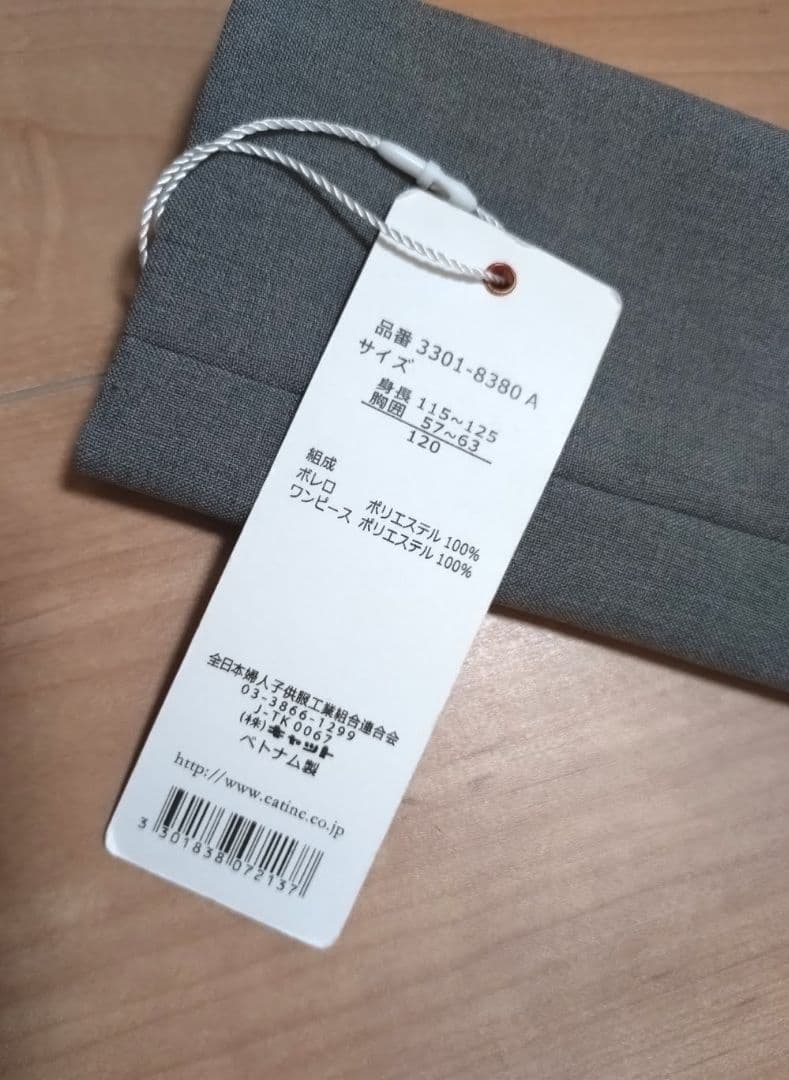 品番 3301-8380 A
サイズ
身長 115~125
胸囲 57~63
120
組成
ボレロ ポリエステル 100%
ワンピース ポリエステル 100%
全日本婦人子供服工業組合連合会
03-3866-1299
J-TK0067
(株)キャット
ベトナム製
http://www.catinc.co.jp
3 301838 072137